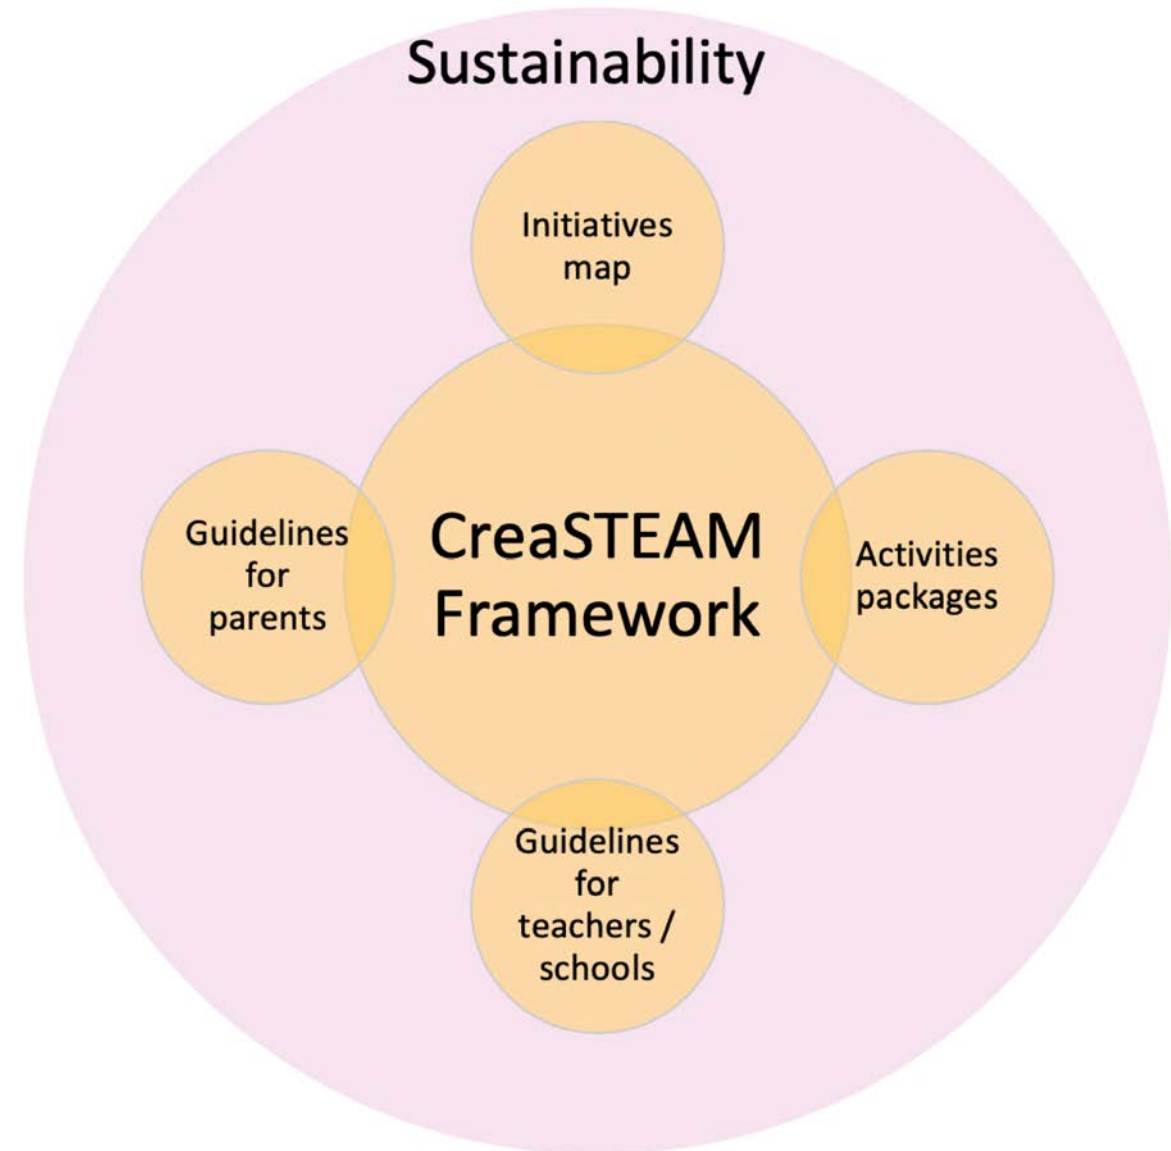 Sustainability
Initiatives
map
Guidelines
for
parents
CreaSTEAM
Framework
Activities
packages
Guidelines
for
teachers /
schools